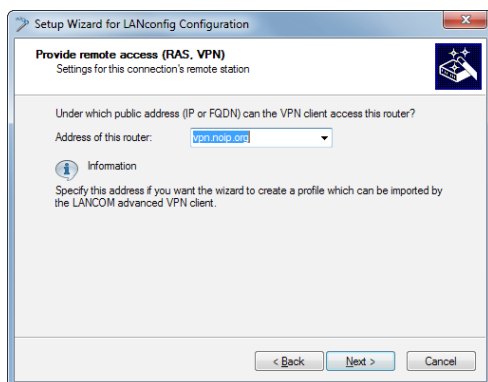 Setup Wizard for LANconfig Configuration
Provide remote access (RAS, VPN)
Settings for this connection's remote station
Under which public address (IP or FQDN) can the VPN client access this router?
Address of this router: vpn.noip.org
Information
Specify this address if you want the wizard to create a profile which can be imported by
the LANCOM advanced VPN client.
< Back Next > Cancel